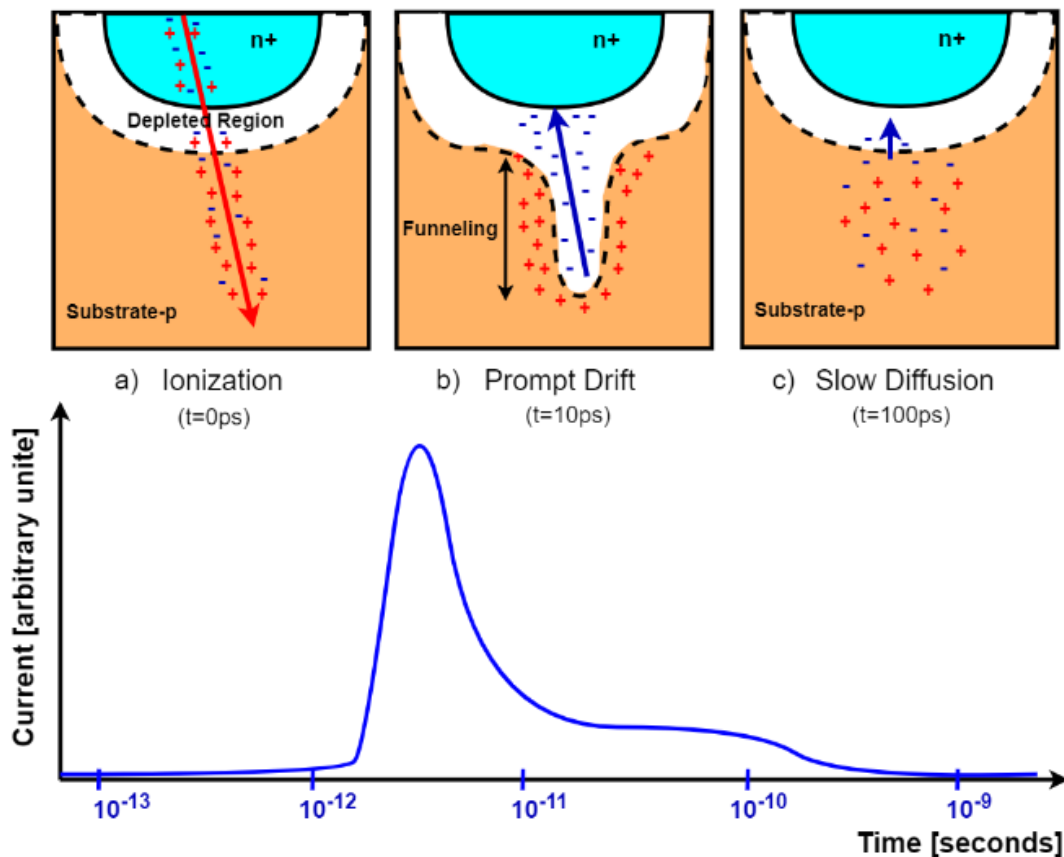 n+
Depleted Region
Substrate-p
n+
Funneling
n+
Substrate-p
a) Ionization
(t=0ps)
b) Prompt Drift
(t=10ps)
c) Slow Diffusion
(t=100ps)
Current [arbitrary unite]
10-13
10-12
10-11
10-10
10-9
Time [seconds]